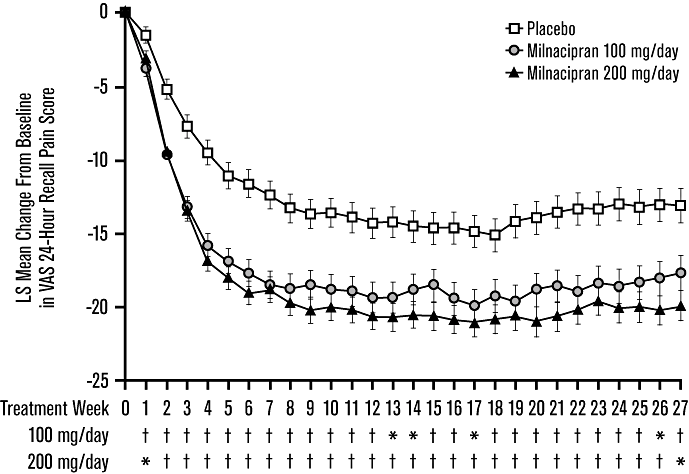 LS Mean Change From Baseline
in VAS 24-Hour Recall Pain Score
0
-5
-10
-15
-20
-25
Placebo
Milnacipran 100 mg/day
Milnacipran 200 mg/day
Treatment Week 0 1 2 3 4 5 6 7 8 9 10 11 12 13 14 15 16 17 18 19 20 21 22 23 24 25 26 27
100 mg/day † † † † † † † † † † † † * * † † * † † † † † † † † * †
200 mg/day * † † † † † † † † † † † † † † † † † † † † † † † † † *